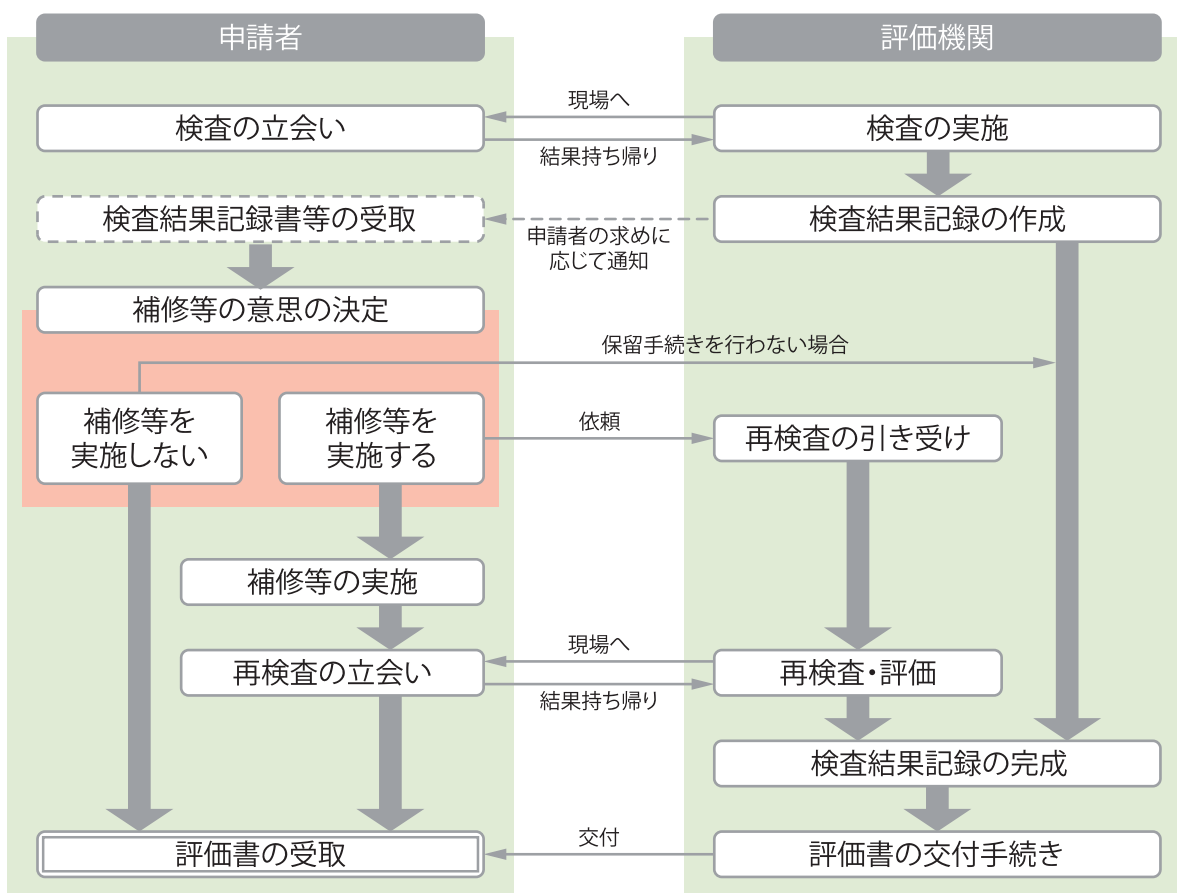 申請者
評価機関
現場へ
検査の立会い
検査の実施
結果持ち帰り
検査結果記録書等の受取
検査結果記録の作成
申請者の求めに
応じて通知
補修等の意思の決定
保留手続きを行わない場合
補修等を
実施しない
補修等を
実施する
依頼
再検査の引き受け
補修等の実施
現場へ
再検査の立会い
再検査・評価
結果持ち帰り
検査結果記録の完成
交付
評価書の受取
評価書の交付手続き